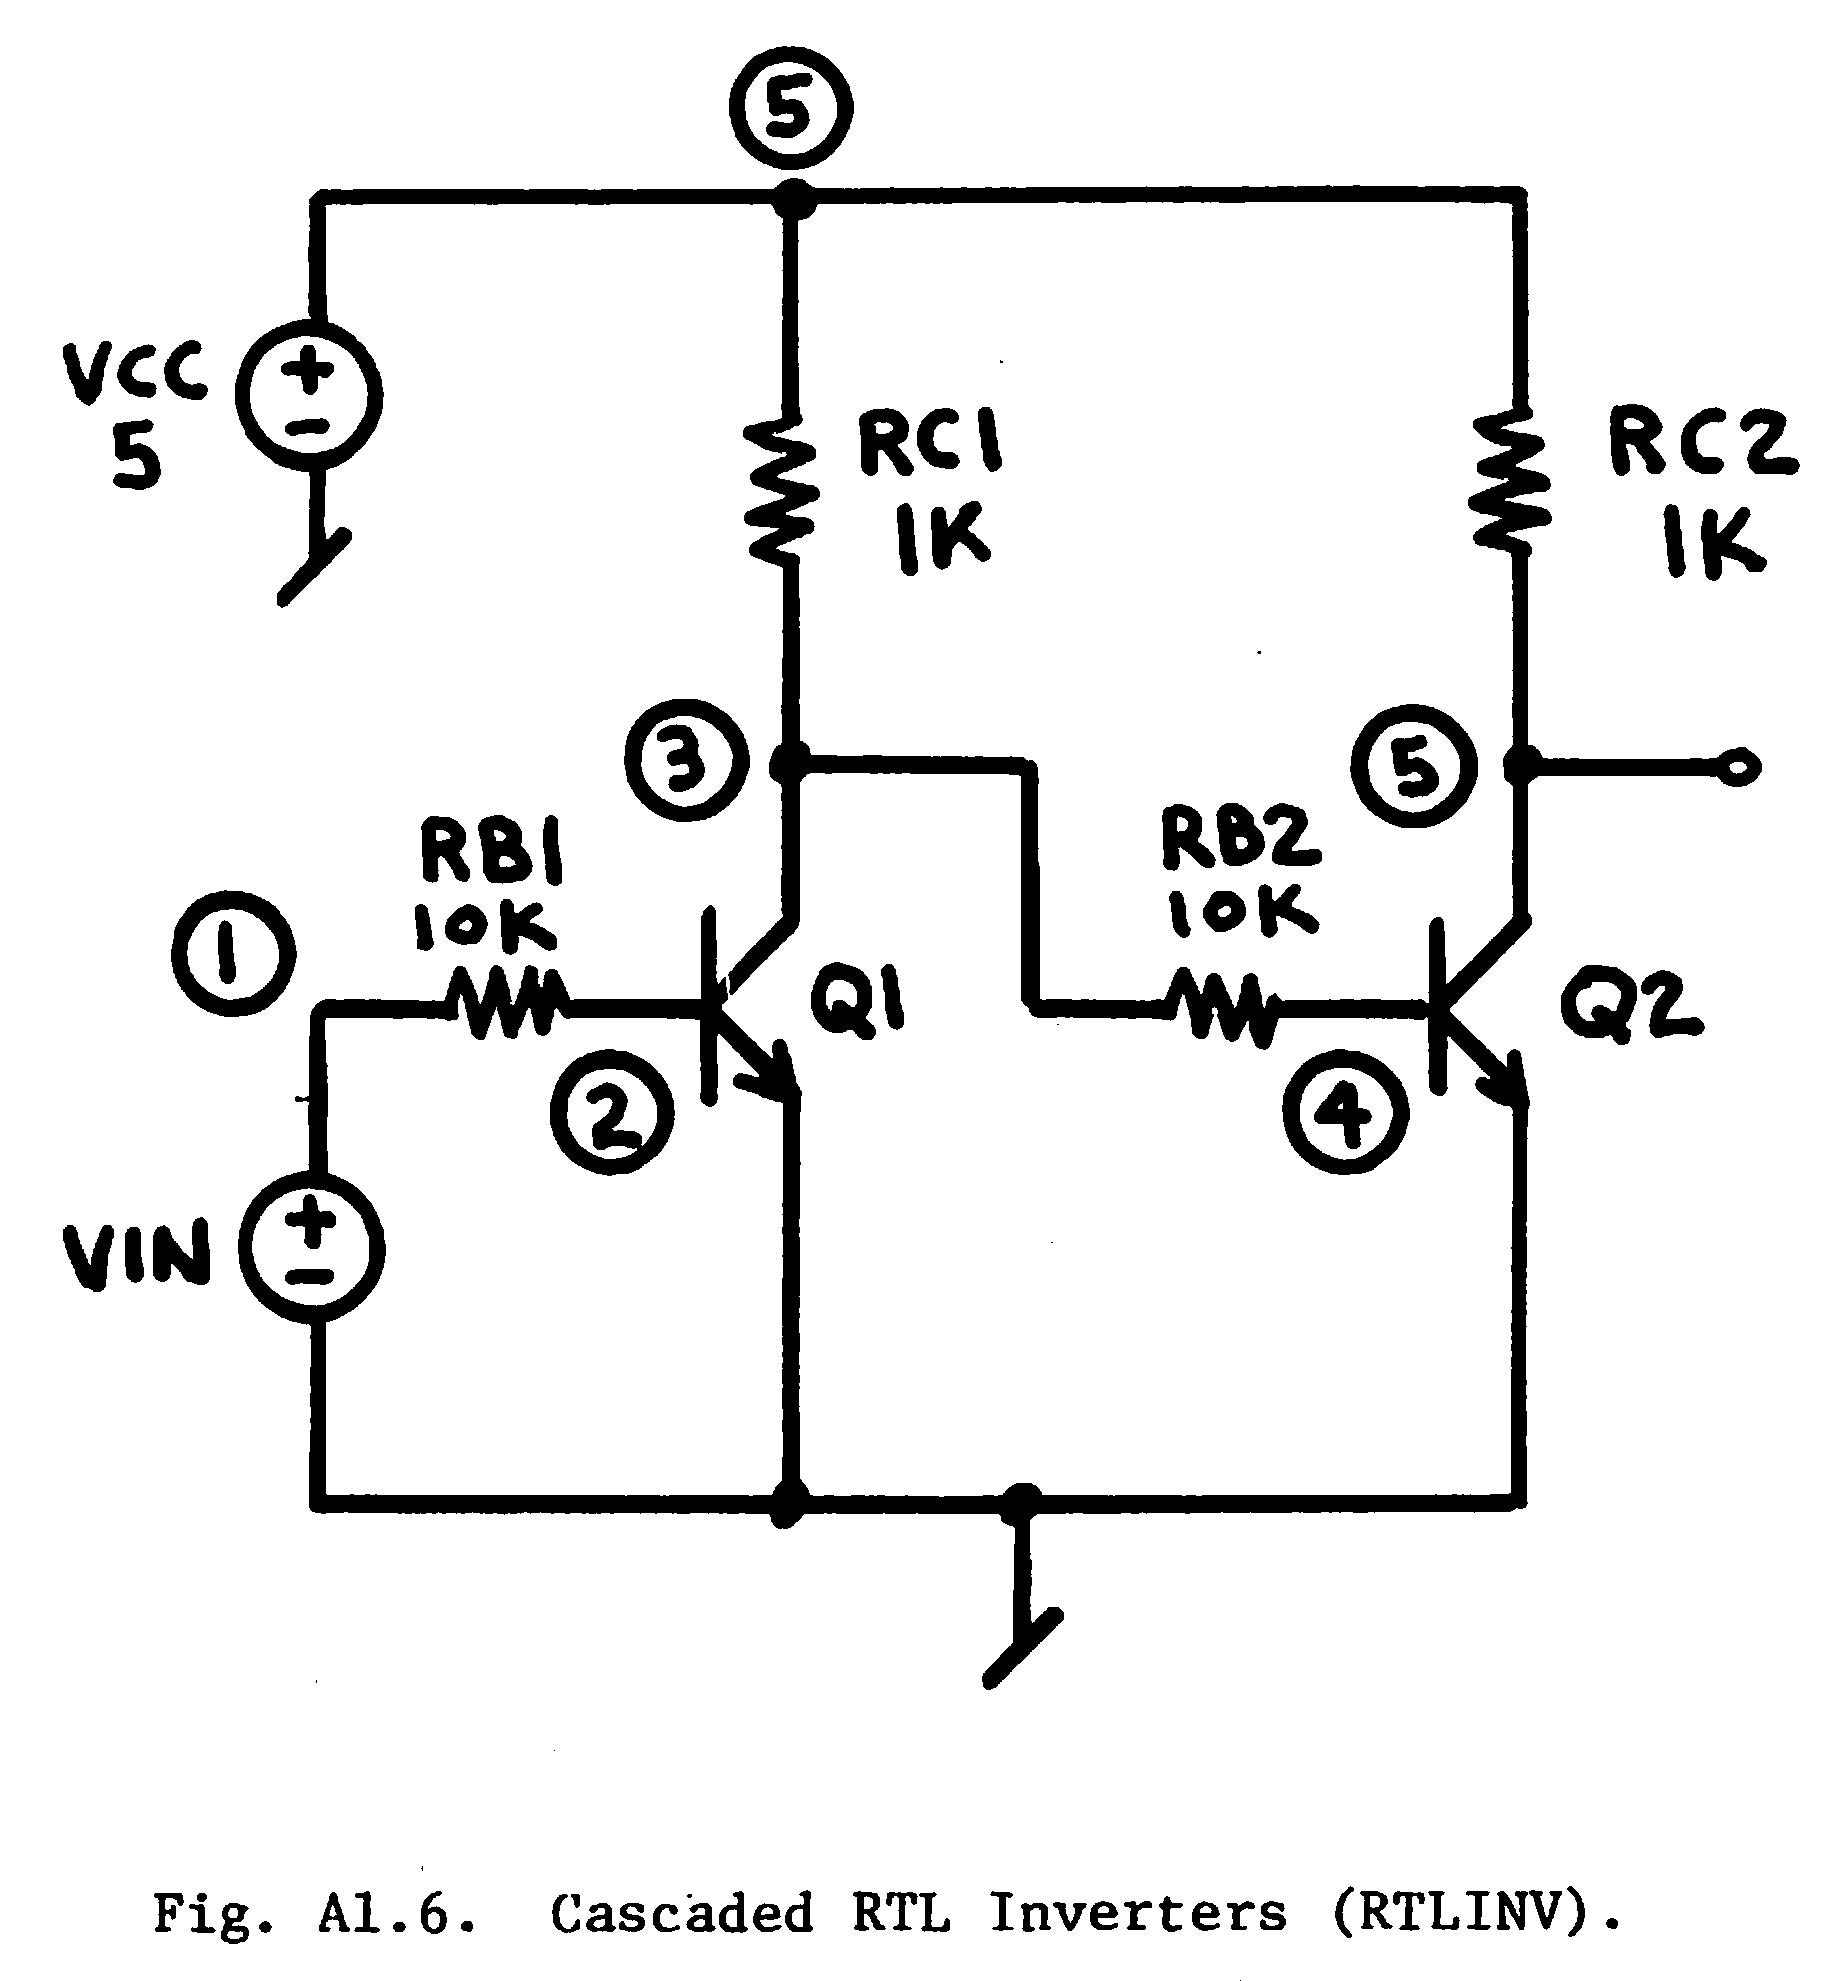 5
VCC
5
+
-
RC1
1K
RC2
1K
3
5
RB1
10K
RB2
10K
1
Q1
Q2
2
4
VIN
+
-
Fig. A1.6. Cascaded RTL Inverters (RTLINV).